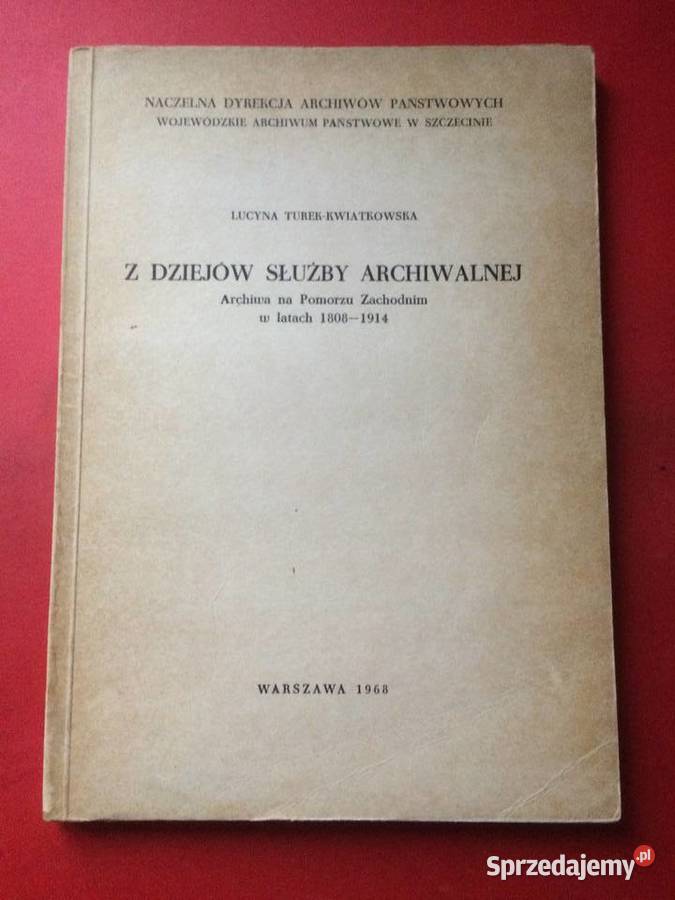 NACZELNA DYREKCJA ARCHIWÓW PAŃSTWOWYCH
WOJEWÓDZKIE ARCHIWUM PAŃSTWOWE W SZCZECINIE
LUCYNA TUREK-KWIATKOWSKA
Z DZIEJÓW SŁUŻBY ARCHIWALNEJ
Archiwa na Pomorzu Zachodnim
w latach 1808—1914
WARSZAWA 1968
Sprzedajemy.pl